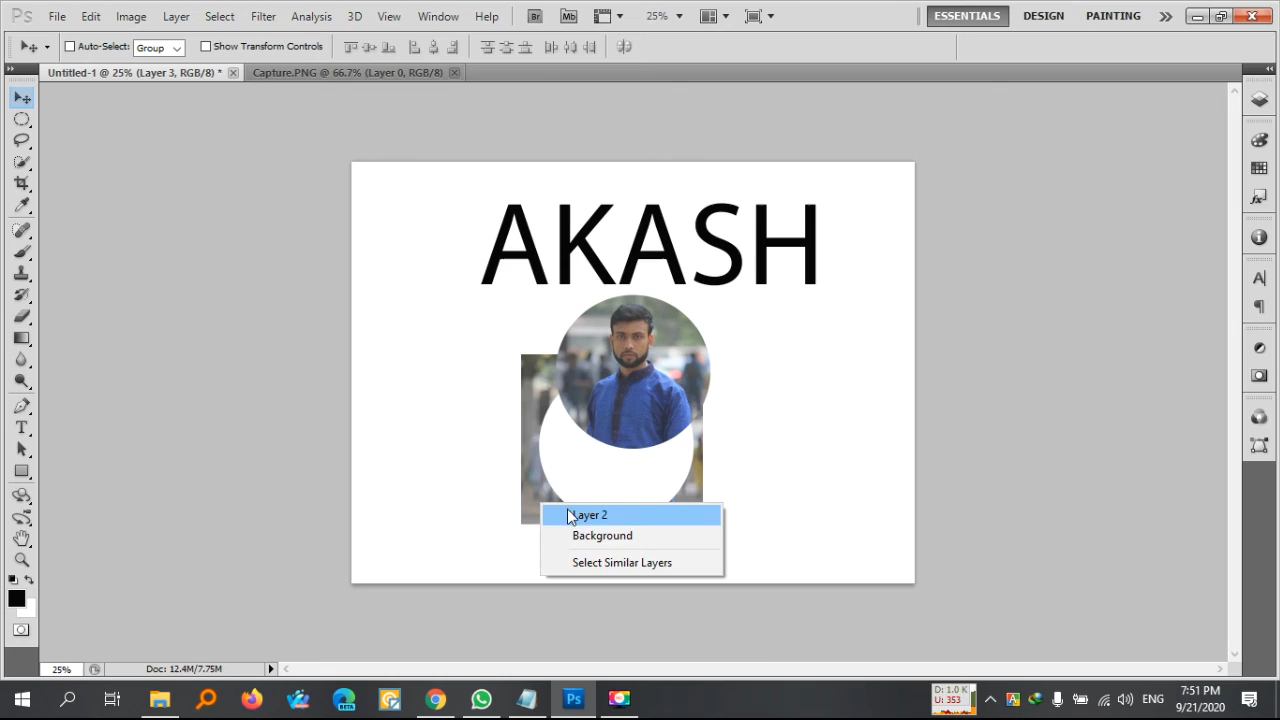 Ps File Edit Image Layer Select Filter Analysis 3D View Window Help Br Mb 25% ESSENTIALS DESIGN PAINTING
Auto-Select: Group Show Transform Controls
Untitled-1 @ 25% (Layer 3, RGB/8) * Capture.PNG @ 66.7% (Layer 0, RGB/8)
AKASH
Layer 2
Background
Select Similar Layers
25% Doc: 12.4M/7.75M
D: 1.0 K
U: 353
ENG
7:51 PM
9/21/2020